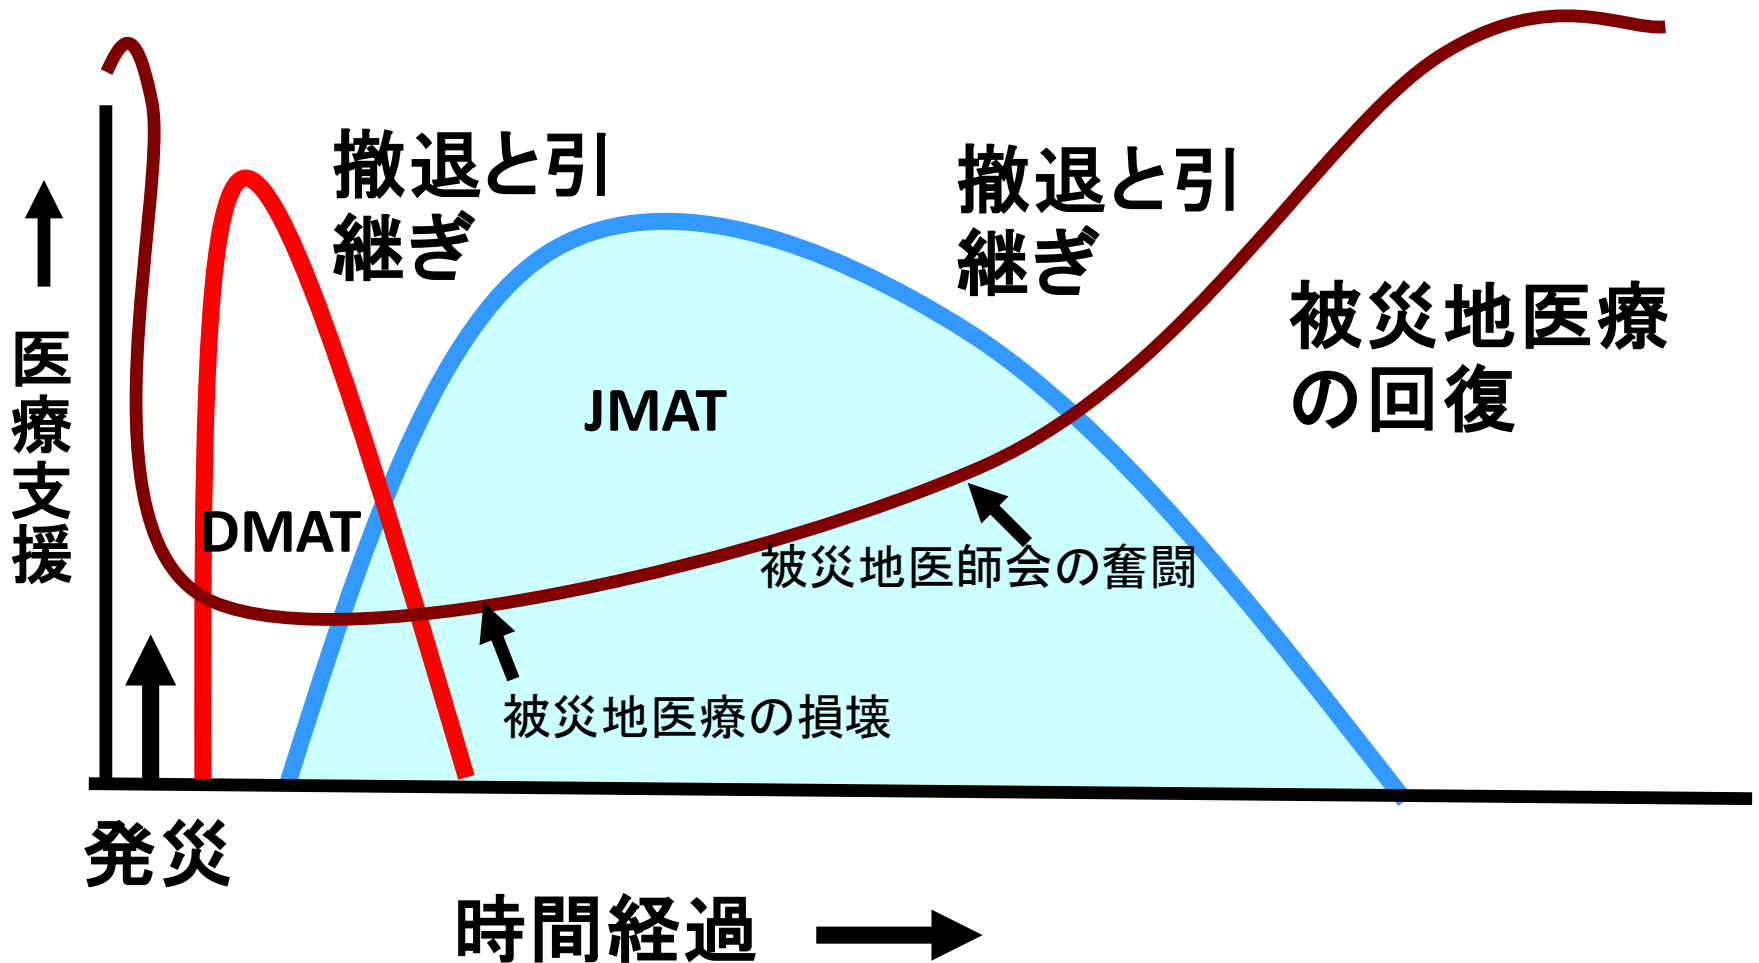 撤退と引
継ぎ
撤退と引
継ぎ
被災地医療
の回復
医療支援
JMAT
DMAT
被災地医師会の奮闘
被災地医療の損壊
発災
時間経過